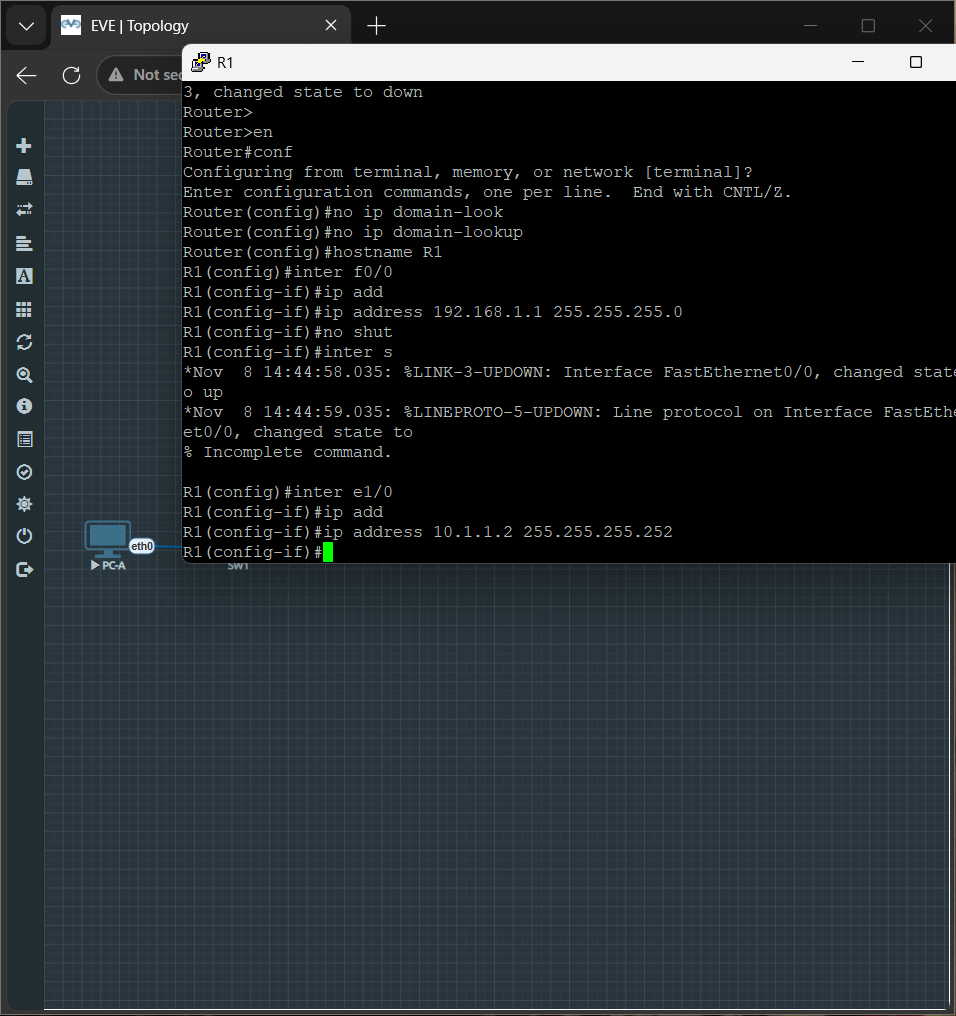 EVE | Topology
Not sec
R1
3, changed state to down
Router>
Router>en
Router#conf
Configuring from terminal, memory, or network [terminal]?
Enter configuration commands, one per line.  End with CNTL/Z.
Router(config)#no ip domain-look
Router(config)#no ip domain-lookup
Router(config)#hostname R1
R1(config)#inter f0/0
R1(config-if)#ip add
R1(config-if)#ip address 192.168.1.1 255.255.255.0
R1(config-if)#no shut
R1(config-if)#inter s
*Nov  8 14:44:58.035: %LINK-3-UPDOWN: Interface FastEthernet0/0, changed state
o up
*Nov  8 14:44:59.035: %LINEPROTO-5-UPDOWN: Line protocol on Interface FastEthe
et0/0, changed state to
% Incomplete command.
R1(config)#inter e1/0
R1(config-if)#ip add
R1(config-if)#ip address 10.1.1.2 255.255.255.252
R1(config-if)#
eth0
PC-A
SW1